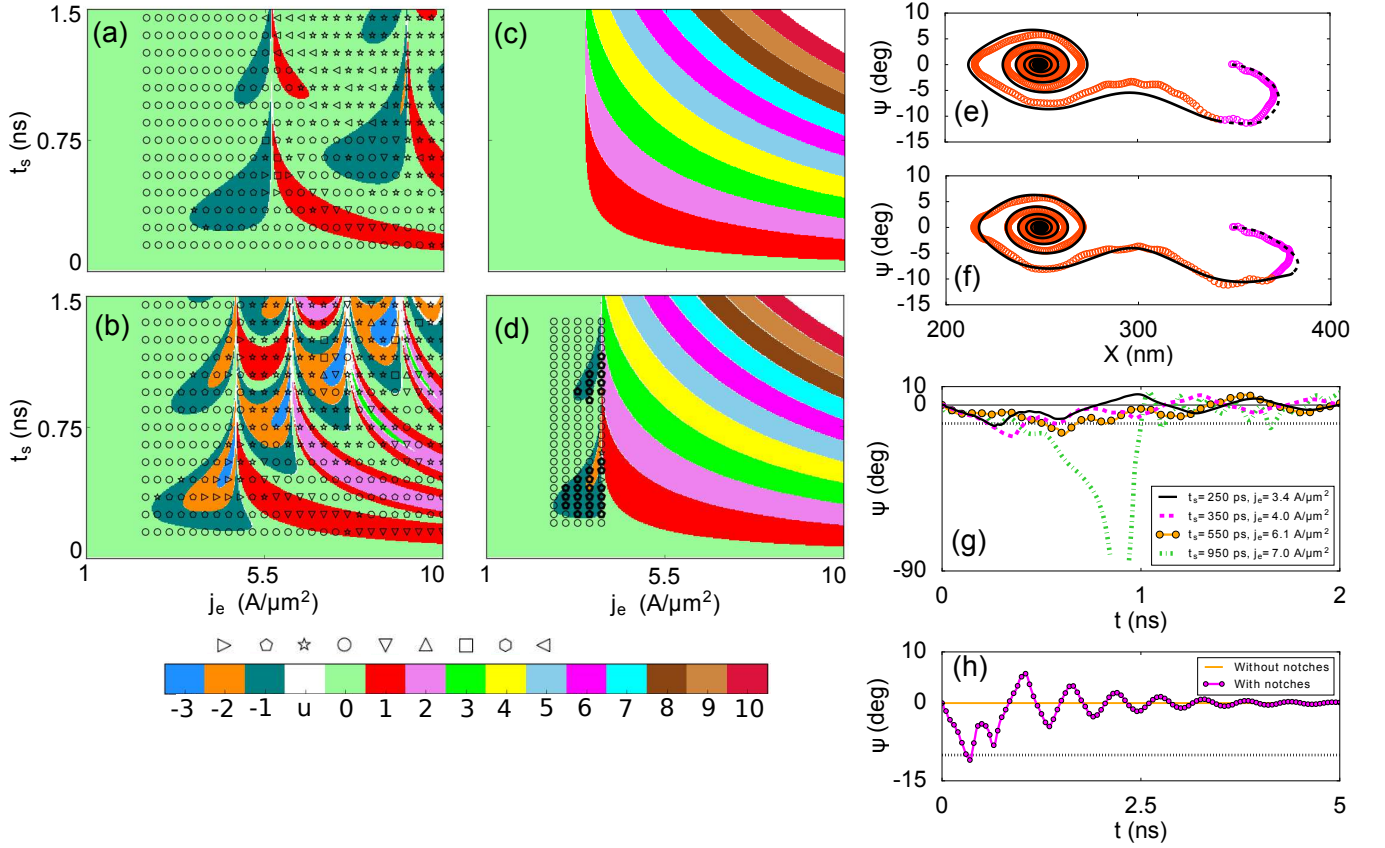 (a)
1.5
0.75
0
t_s (ns)
(c)
(b)
1.5
0.75
0
t_s (ns)
1
5.5
10
j_e (A/µm²)
(d)
1
5.5
10
j_e (A/µm²)
-3 -2 -1 u 0 1 2 3 4 5 6 7 8 9 10
15
10
5
0
-5
-10
-15
ψ (deg)
(e)
15
10
5
0
-5
-10
-15
ψ (deg)
(f)
200 300 400
X (nm)
10
0
-90
ψ (deg)
(g)
t_s= 250 ps, j_e= 3.4 A/µm²
t_s= 350 ps, j_e= 4.0 A/µm²
t_s= 550 ps, j_e= 6.1 A/µm²
t_s= 950 ps, j_e= 7.0 A/µm²
0 1 2
t (ns)
10
0
-15
ψ (deg)
(h)
Without notches
With notches
0 2.5 5
t (ns)